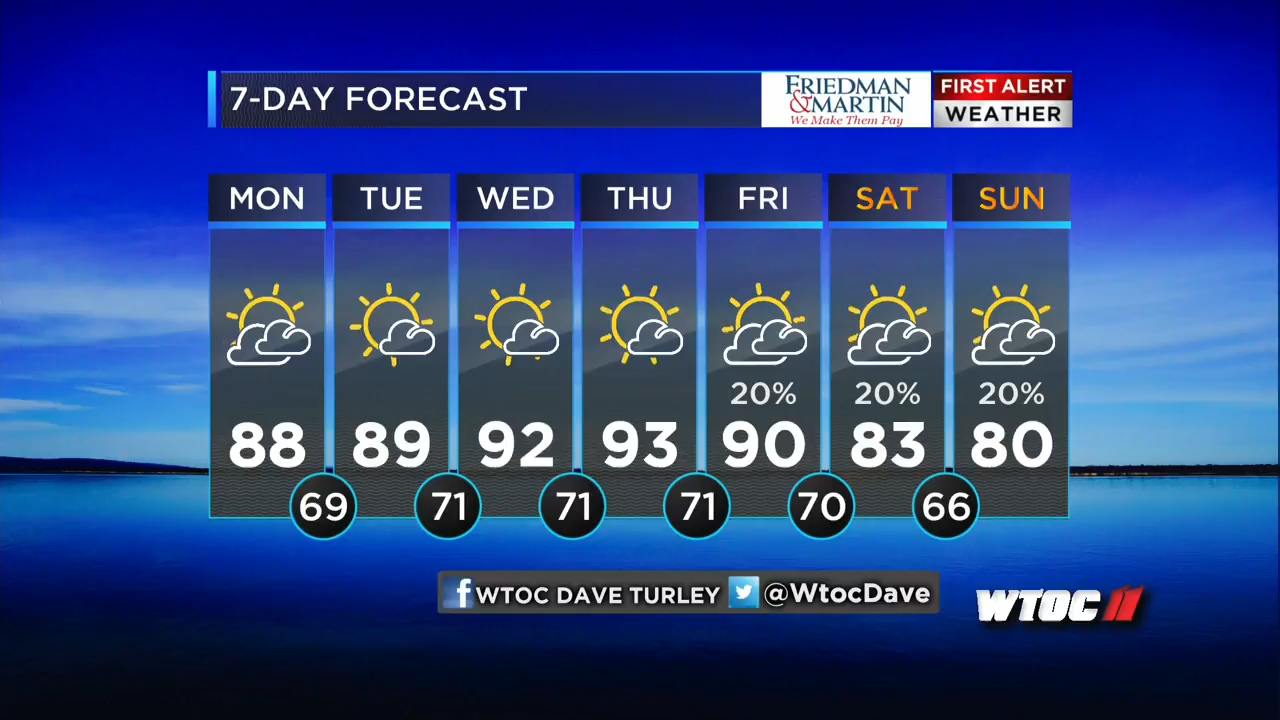 7-DAY FORECAST
FRIEDMAN
&MARTIN
We Make Them Pay
FIRST ALERT
WEATHER
MON TUE WED THU FRI SAT SUN
20% 20% 20%
88 89 92 93 90 83 80
69 71 71 71 70 66
f WTOC DAVE TURLEY @WtocDave
WTOC 11